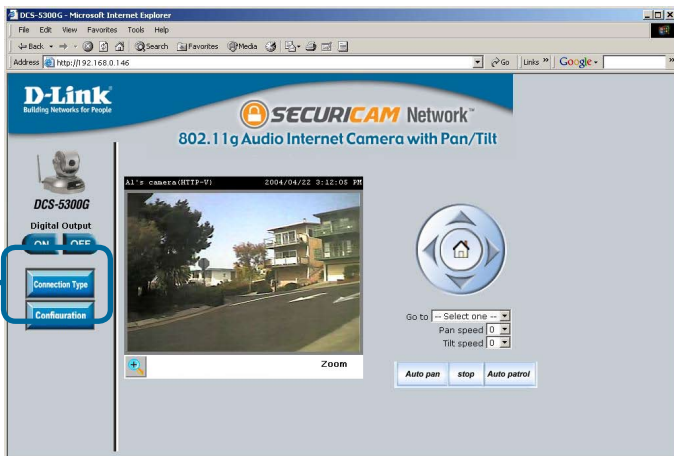 DCS-5300G - Microsoft Internet Explorer
File Edit View Favorites Tools Help
Back Search Favorites Media
Address http://192.168.0.146 Go Links » Google »
D-Link®
Building Networks for People
SECURICAM Network™
802.11g Audio Internet Camera with Pan/Tilt
DCS-5300G
Digital Output
ON OFF
Connection Type
Configuration
Al's camera(HTTP-V) 2004/04/22 3:12:05 PM
Zoom
Go to -- Select one --
Pan speed 0
Tilt speed 0
Auto pan stop Auto patrol